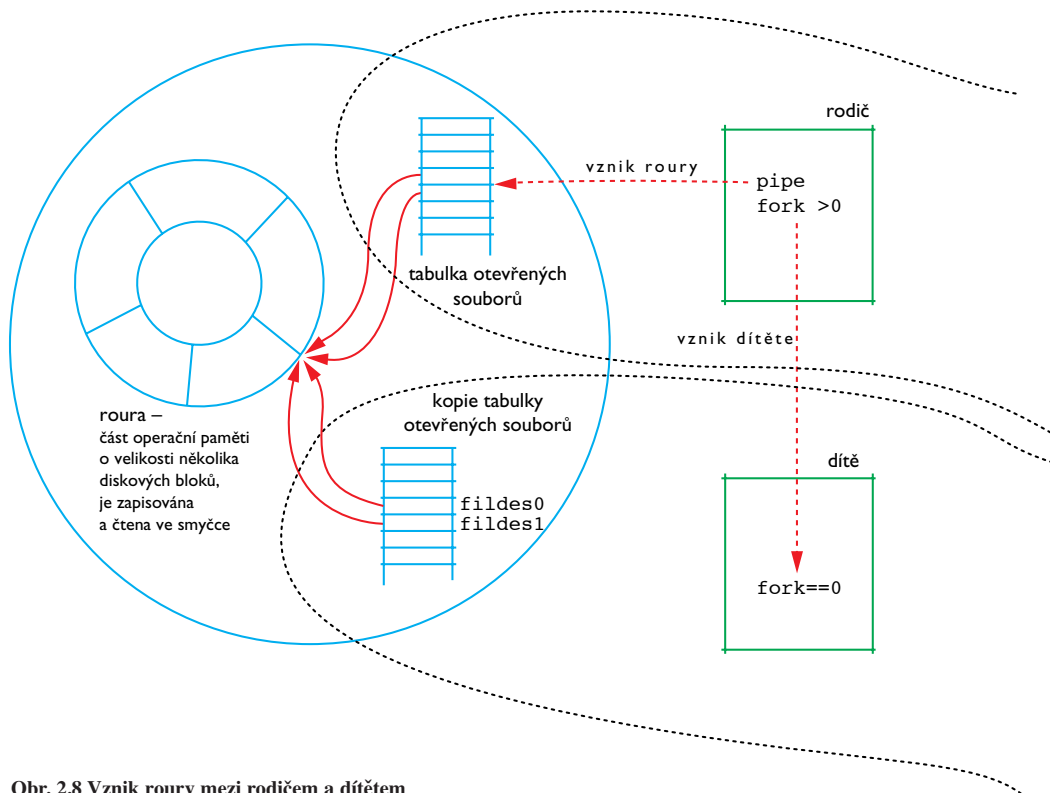 rodič
vznik roury
pipe
fork >0
tabulka otevřených
souborů
vznik dítěte
roura –
část operační paměti
o velikosti několika
diskových bloků,
je zapisována
a čtena ve smyčce
kopie tabulky
otevřených souborů
fildes0
fildes1
dítě
fork==0
Obr. 2.8 Vznik roury mezi rodičem a dítětem